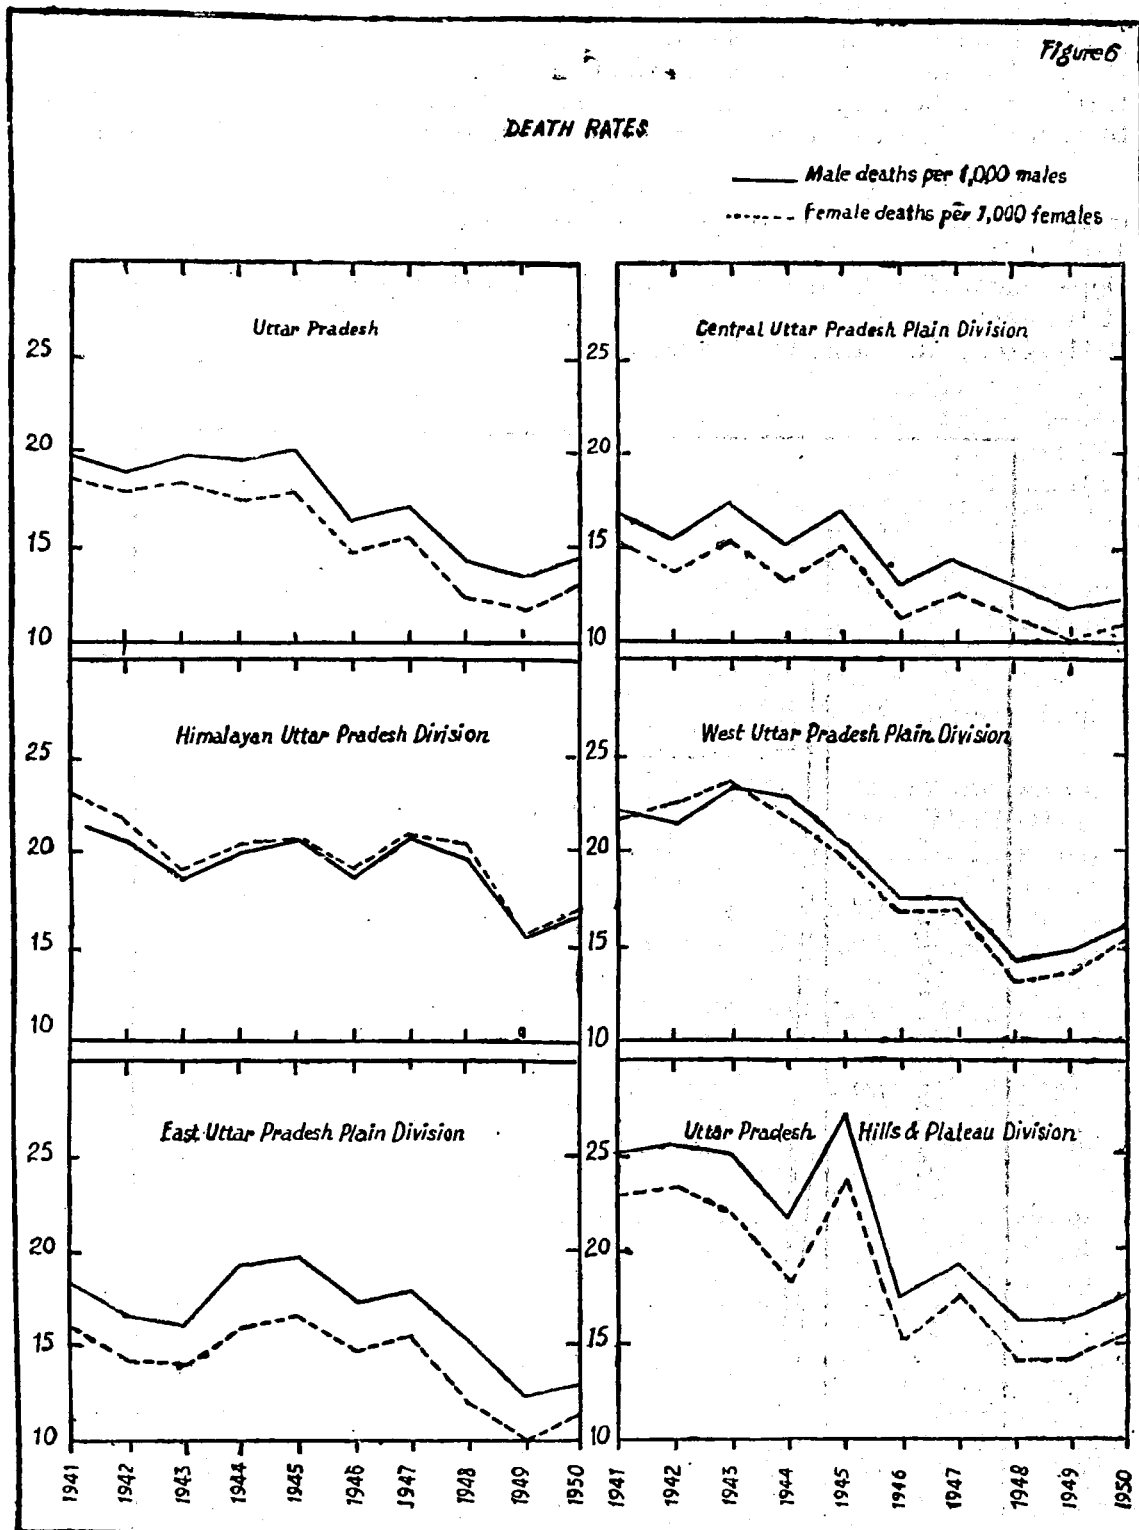 Figure 6
DEATH RATES
Male deaths per 1,000 males
Female deaths per 1,000 females
Uttar Pradesh
25
20
15
10
Central Uttar Pradesh Plain Division
25
20
15
10
Himalayan Uttar Pradesh Division
25
20
15
10
West Uttar Pradesh Plain Division
25
20
15
10
East Uttar Pradesh Plain Division
25
20
15
10
1941 1942 1943 1944 1945 1946 1947 1948 1949 1950
Uttar Pradesh Hills & Plateau Division
25
20
15
10
1941 1942 1943 1944 1945 1946 1947 1948 1949 1950